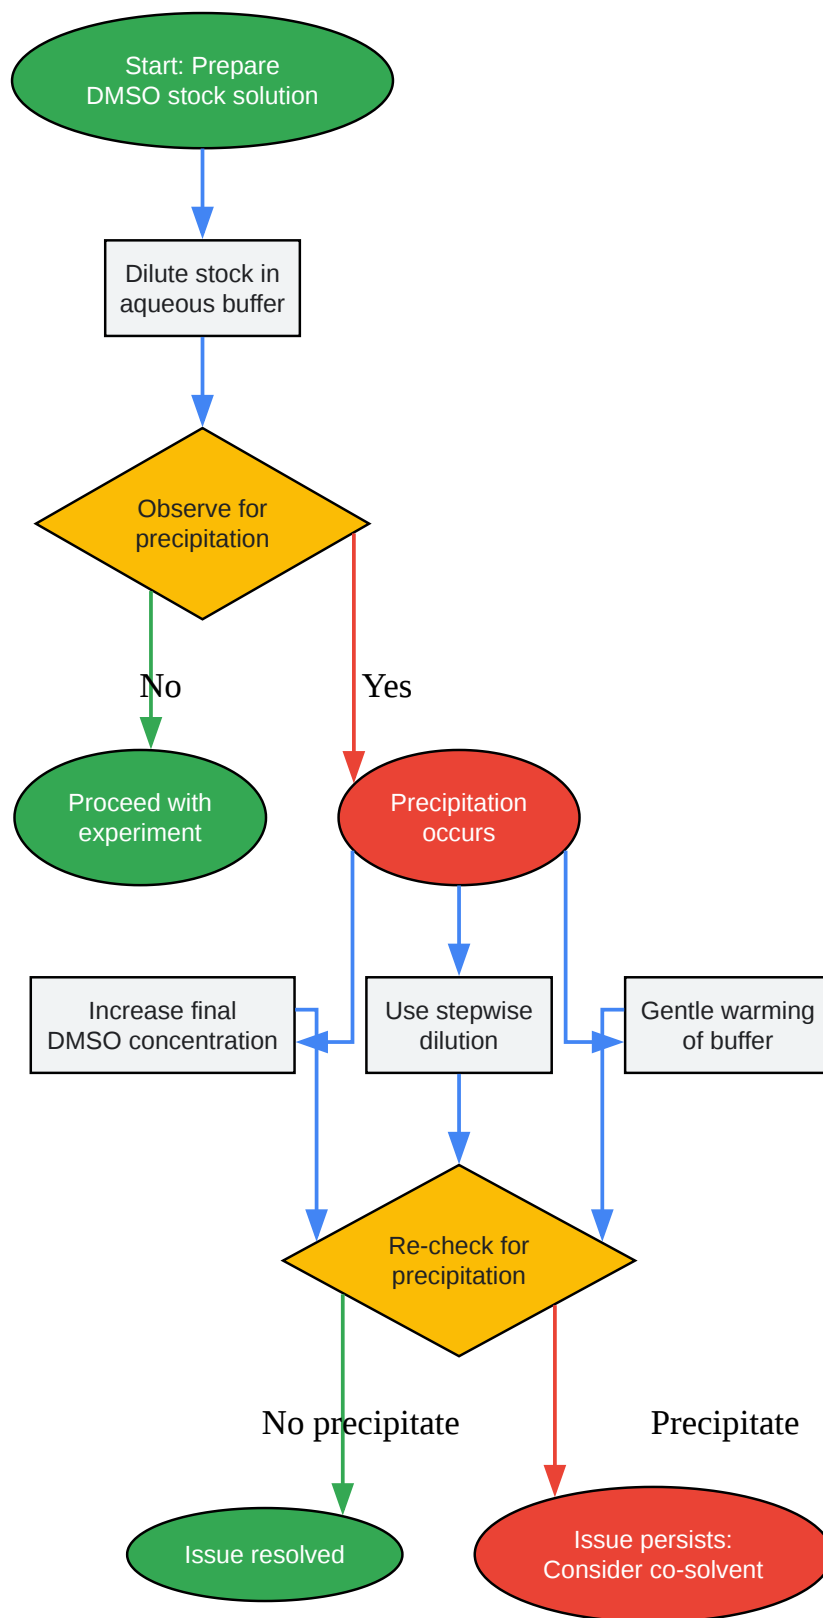 Start: Prepare
DMSO stock solution
Dilute stock in
aqueous buffer
Observe for
precipitation
No
Yes
Proceed with
experiment
Precipitation
occurs
Increase final
DMSO concentration
Use stepwise
dilution
Gentle warming
of buffer
Re-check for
precipitation
No precipitate
Precipitate
Issue resolved
Issue persists:
Consider co-solvent